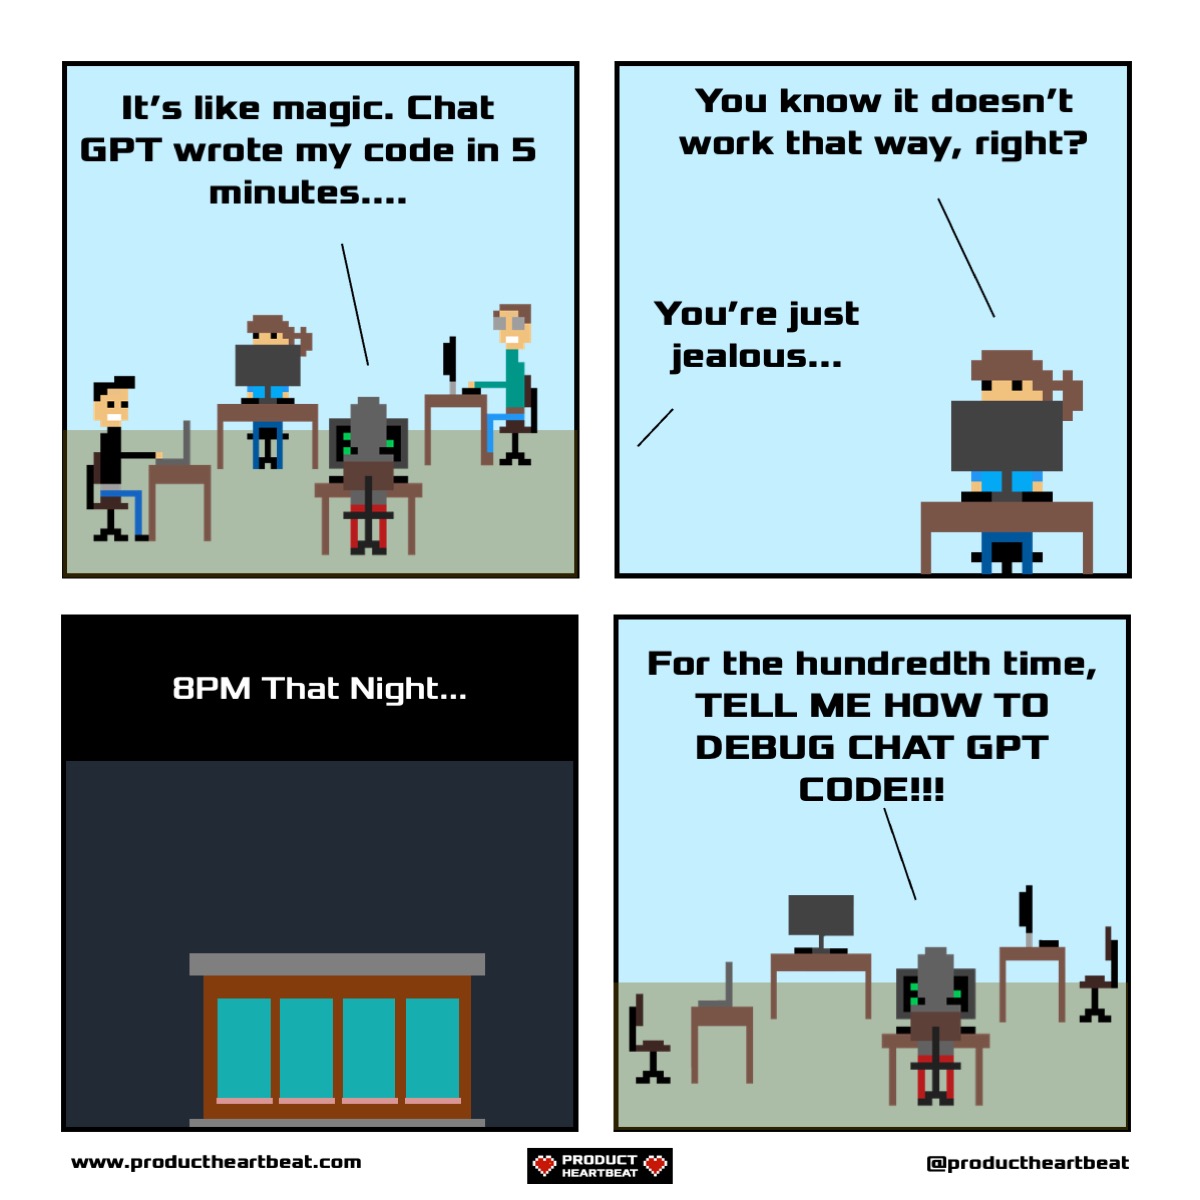 It's like magic. Chat
GPT wrote my code in 5
minutes....
You know it doesn't
work that way, right?
You're just
jealous...
8PM That Night...
For the hundredth time,
TELL ME HOW TO
DEBUG CHAT GPT
CODE!!!
www.productheartbeat.com
PRODUCT
HEARTBEAT
@productheartbeat